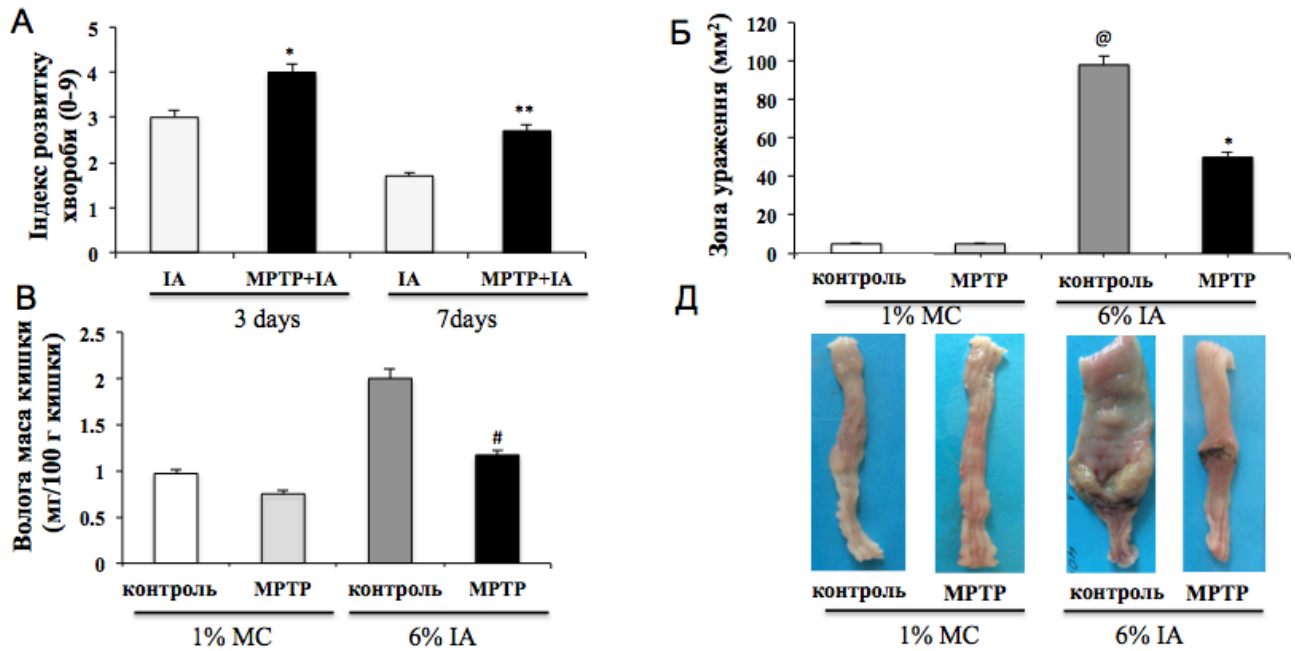 А
Індекс розвитку
хвороби (0-9)
5
4
3
2
1
0
*
**
IA
MPTP+IA
IA
MPTP+IA
3 days
7days
Б
Зона ураження (мм²)
120
100
80
60
40
20
0
@
*
контроль
MPTP
контроль
MPTP
1% MC
6% IA
В
Волога маса кишки
(мг/100 г кишки)
2.5
2
1.5
1
0.5
0
#
контроль
MPTP
контроль
MPTP
1% MC
6% IA
Д
контроль
MPTP
контроль
MPTP
1% MC
6% IA